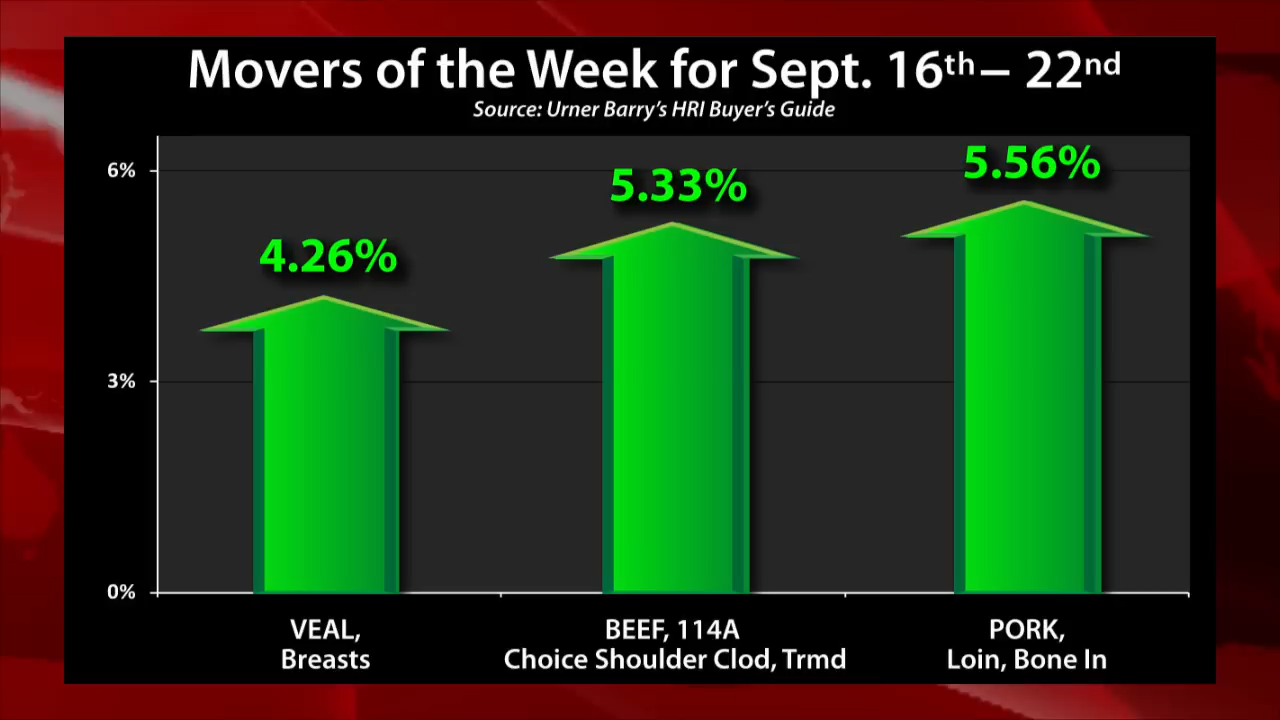 Movers of the Week for Sept. 16th – 22nd
Source: Urner Barry's HRI Buyer's Guide
6%
3%
0%
4.26%
5.33%
5.56%
VEAL,
Breasts
BEEF, 114A
Choice Shoulder Clod, Trmd
PORK,
Loin, Bone In